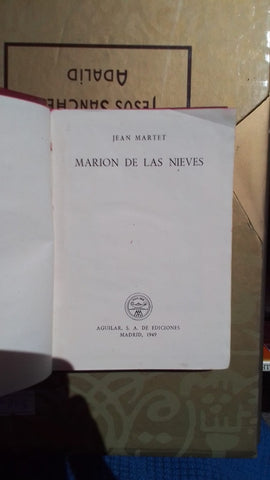 JESÚS SÁNCHEZ
ADALID
JEAN MARTET
MARION DE LAS NIEVES
AGUILAR, S. A. DE EDICIONES
MADRID, 1949